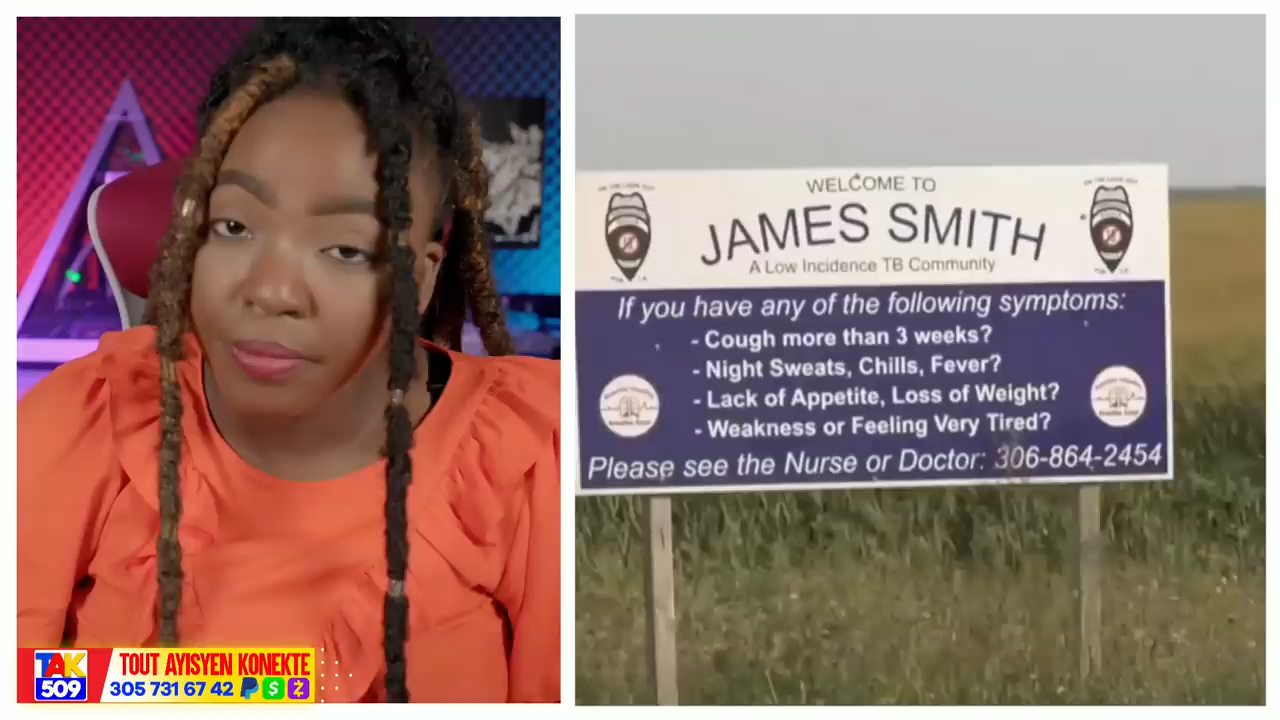 TAK
509
TOUT AYISYEN KONEKTE
305 731 67 42
WELCOME TO
JAMES SMITH
A Low Incidence TB Community
If you have any of the following symptoms:
- Cough more than 3 weeks?
- Night Sweats, Chills, Fever?
- Lack of Appetite, Loss of Weight?
- Weakness or Feeling Very Tired?
Please see the Nurse or Doctor: 306-864-2454